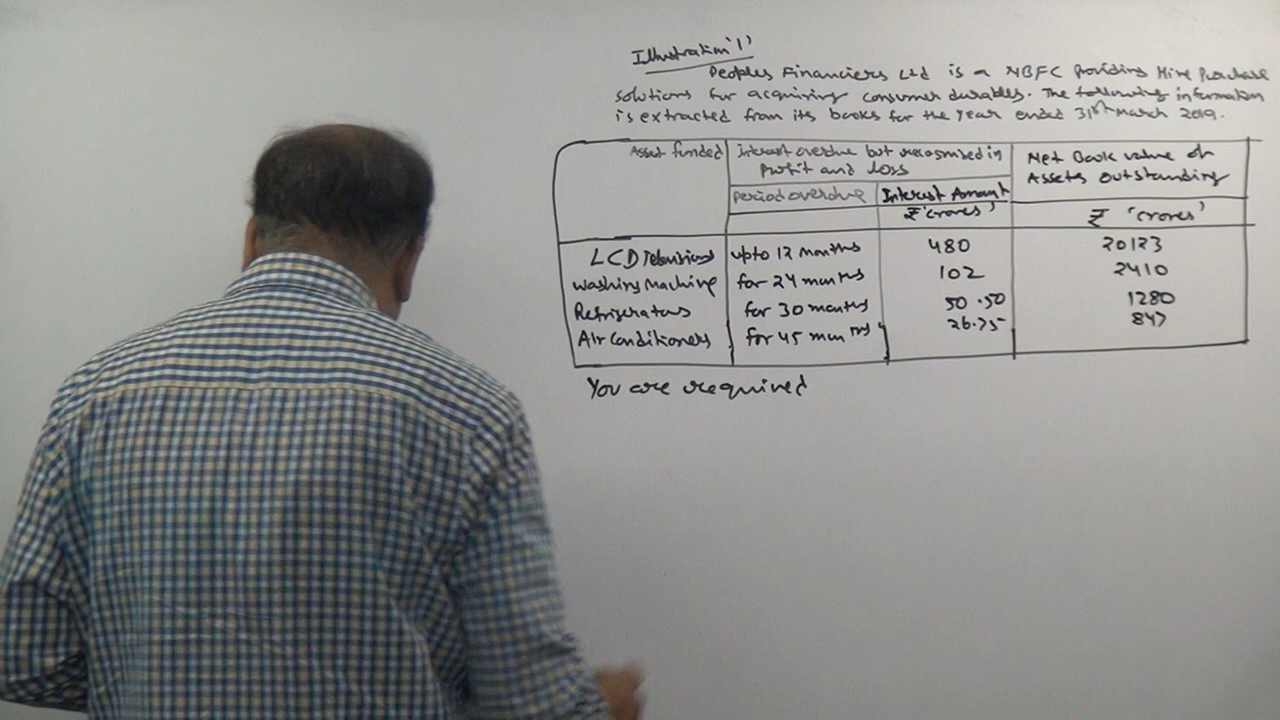 Illustration '1'
Peoples Financiers Ltd is a NBFC providing Hire Purchase
solutions for acquiring consumer durables. The following information
is extracted from its books for the year ended 31st March 2019.
Asset funded | Interest overdue but recognised in Profit and loss | Net Book value of Assets outstanding
Period overdue | Interest Amount
₹ 'crores' | ₹ 'crores'
LCD Televisions | upto 12 months | 480 | 20123
Washing Machine | for 24 months | 102 | 2410
Refrigerators | for 30 months | 50.50 | 1280
Air Conditioners | for 45 months | 26.75 | 847
You are required